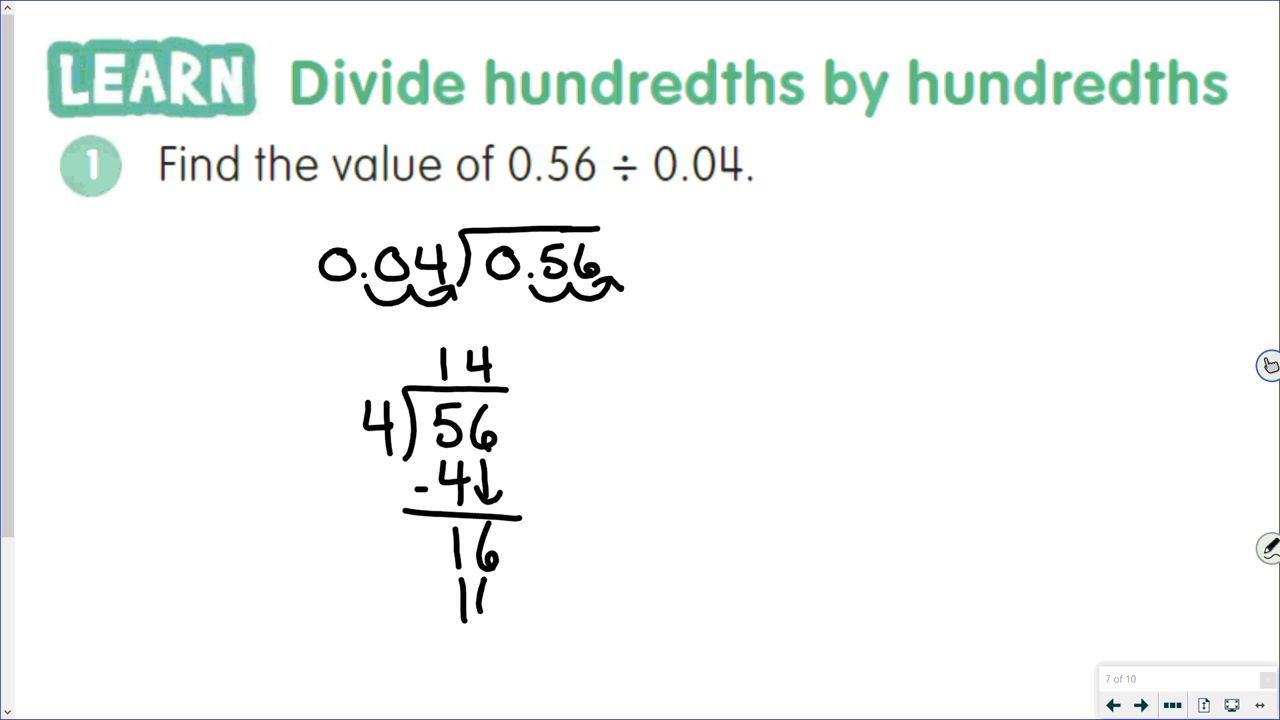 LEARN Divide hundredths by hundredths
1 Find the value of 0.56 ÷ 0.04.
0.04 0.56
14
4 56
- 4
16
1
7 of 10